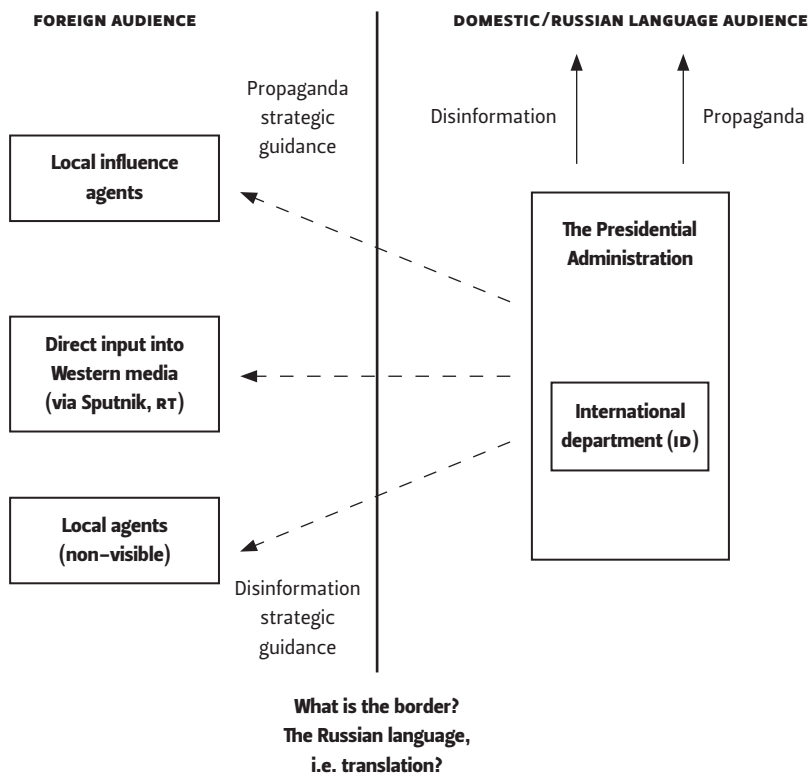 FOREIGN AUDIENCE
Propaganda
strategic
guidance
Local influence
agents
Direct input into
Western media
(via Sputnik, RT)
Local agents
(non–visible)
Disinformation
strategic
guidance
DOMESTIC/RUSSIAN LANGUAGE AUDIENCE
Disinformation
Propaganda
The Presidential
Administration
International
department (ID)
What is the border?
The Russian language,
i.e. translation?